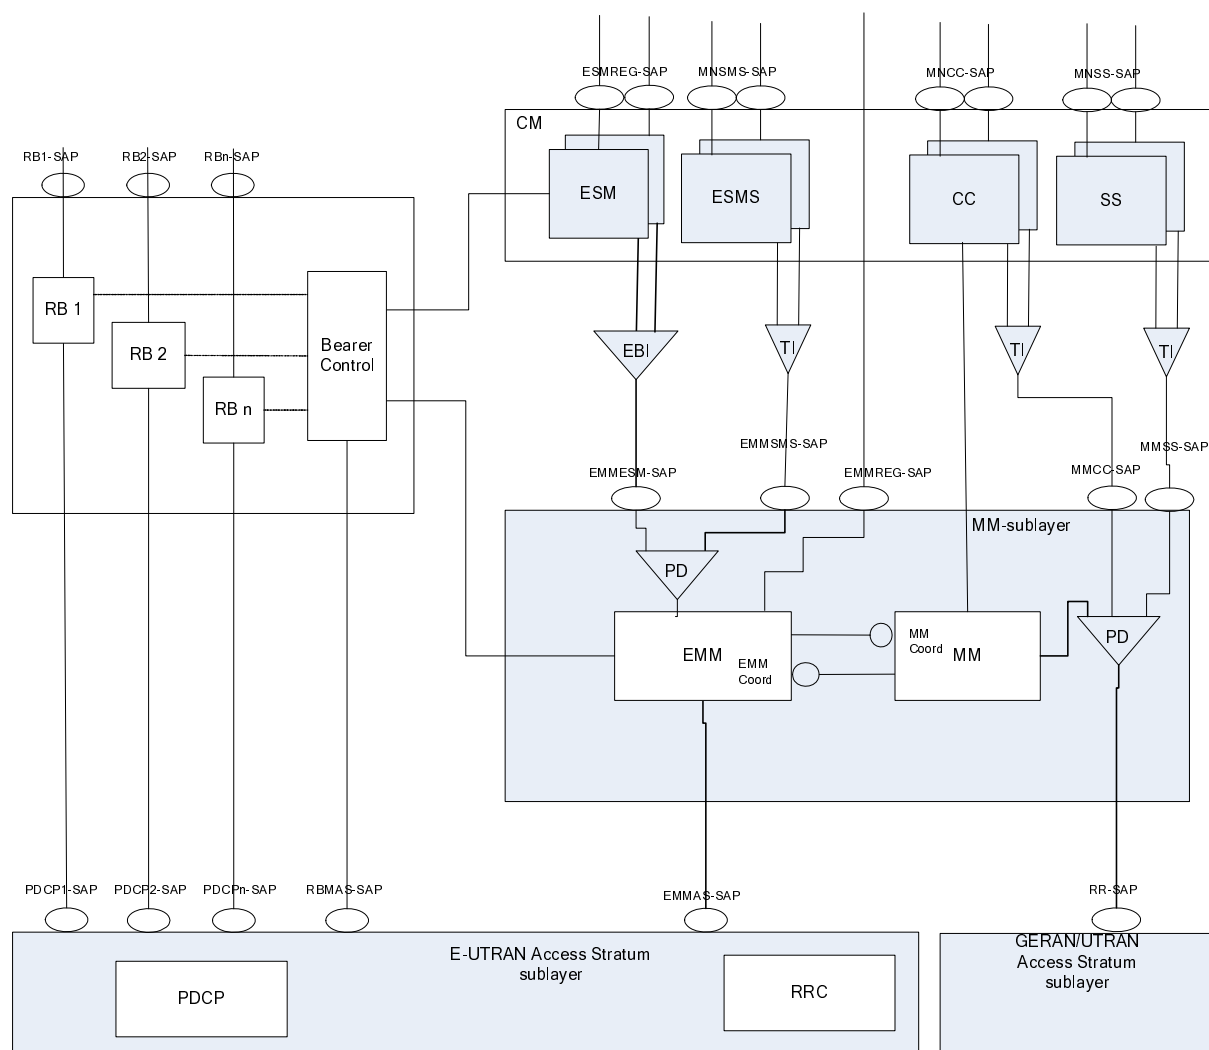 ESMREG-SAP
MNSMS-SAP
MNCC-SAP
MNSS-SAP
CM
RB1-SAP
RB2-SAP
RBn-SAP
ESM
ESMS
CC
SS
RB 1
RB 2
RB n
Bearer
Control
EBI
TI
TI
TI
EMMESM-SAP
EMMSMS-SAP
EMMREG-SAP
MMCC-SAP
MMSS-SAP
MM-sublayer
PD
EMM
EMM
Coord
MM
Coord
MM
PD
PDCP1-SAP
PDCP2-SAP
PDCPn-SAP
RBMAS-SAP
EMMAS-SAP
RR-SAP
E-UTRAN Access Stratum
sublayer
PDCP
RRC
GERAN/UTRAN
Access Stratum
sublayer